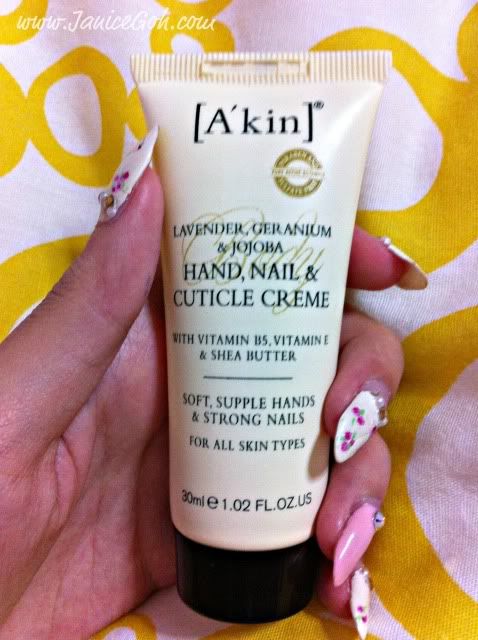 www.JaniceGoh.com
[A'kin]®
LAVENDER, GERANIUM
& JOJOBA
Body
HAND, NAIL &
CUTICLE CREME
WITH VITAMIN B5, VITAMIN E
& SHEA BUTTER
SOFT, SUPPLE HANDS
& STRONG NAILS
FOR ALL SKIN TYPES
30ml ℮ 1.02 FL.OZ.US